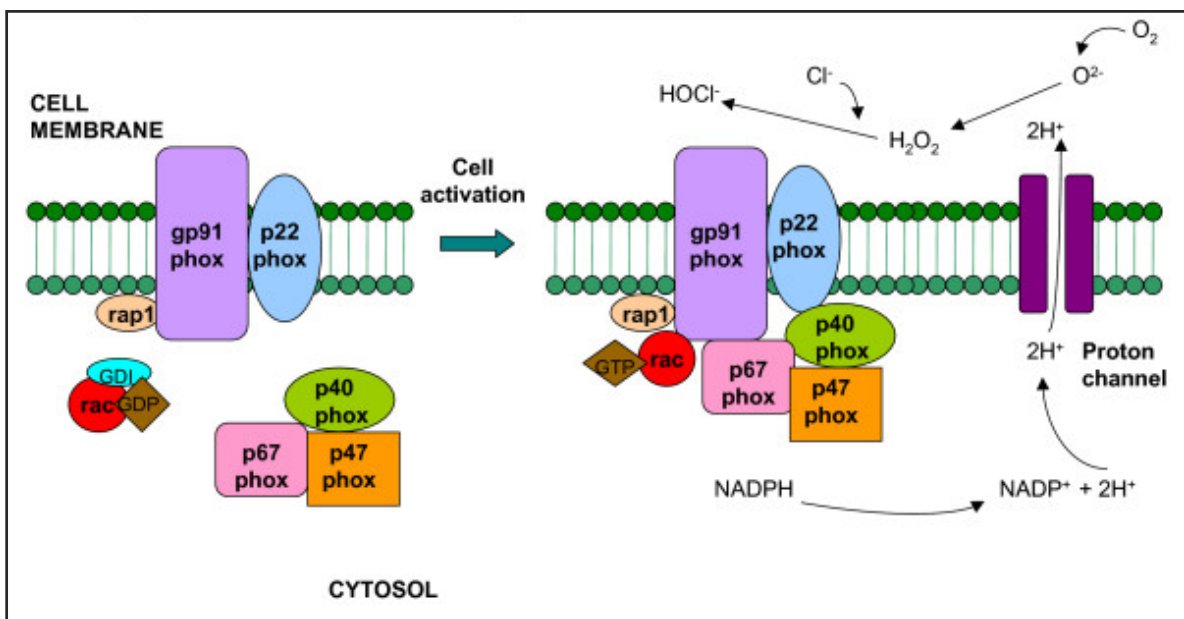 CELL
MEMBRANE
gp91
phox
p22
phox
rap1
GDI
rac
GDP
p40
phox
p67
phox
p47
phox
Cell
activation
O₂
O²⁻
Cl⁻
HOCl⁻
H₂O₂
2H⁺
gp91
phox
p22
phox
rap1
GTP
rac
p40
phox
p67
phox
p47
phox
2H⁺
Proton
channel
NADPH
NADP⁺ + 2H⁺
CYTOSOL